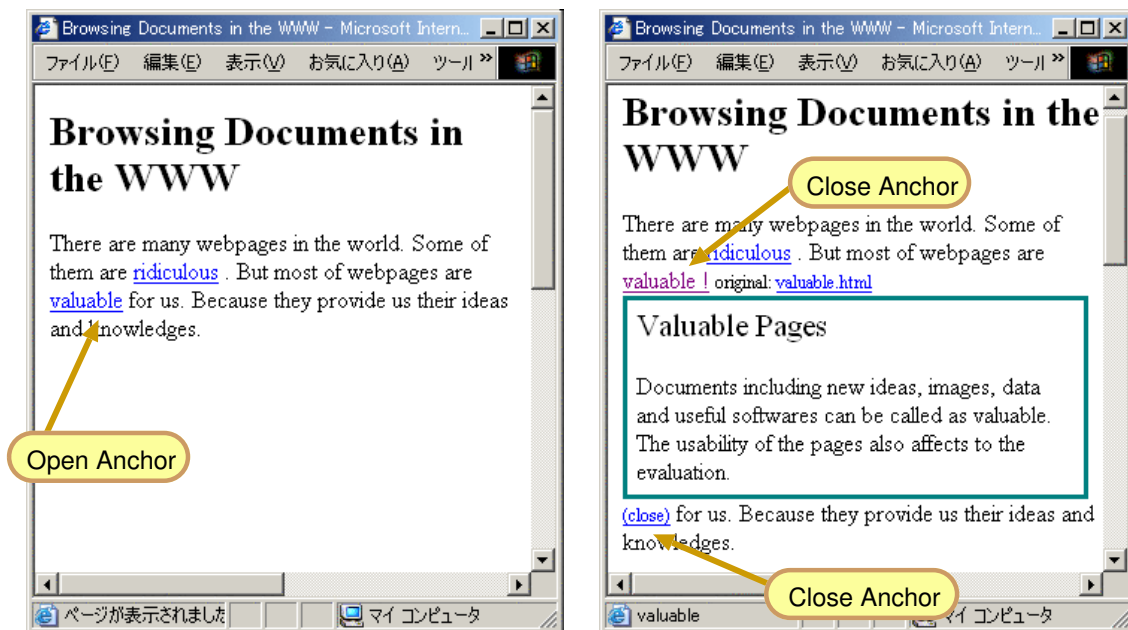 Browsing Documents in the WWW - Microsoft Intern...
ファイル(F) 編集(E) 表示(V) お気に入り(A) ツール »
Browsing Documents in
the WWW
There are many webpages in the world. Some of
them are ridiculous . But most of webpages are
valuable for us. Because they provide us their ideas
and knowledges.
Open Anchor
ページが表示されました
マイ コンピュータ
Browsing Documents in the WWW - Microsoft Intern...
ファイル(F) 編集(E) 表示(V) お気に入り(A) ツール »
Browsing Documents in the
WWW
Close Anchor
There are many webpages in the world. Some of
them are ridiculous . But most of webpages are
valuable ! original: valuable.html
Valuable Pages
Documents including new ideas, images, data
and useful softwares can be called as valuable.
The usability of the pages also affects to the
evaluation.
(close) for us. Because they provide us their ideas and
knowledges.
Close Anchor
valuable
マイ コンピュータ